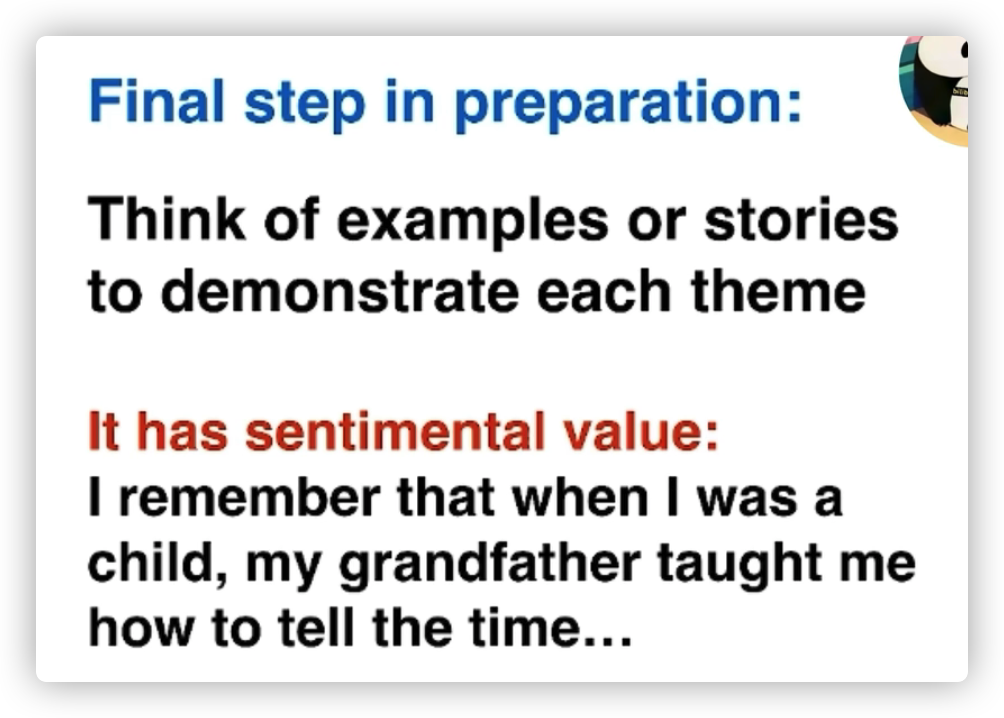 Final step in preparation:
Think of examples or stories
to demonstrate each theme
It has sentimental value:
I remember that when I was a
child, my grandfather taught me
how to tell the time...